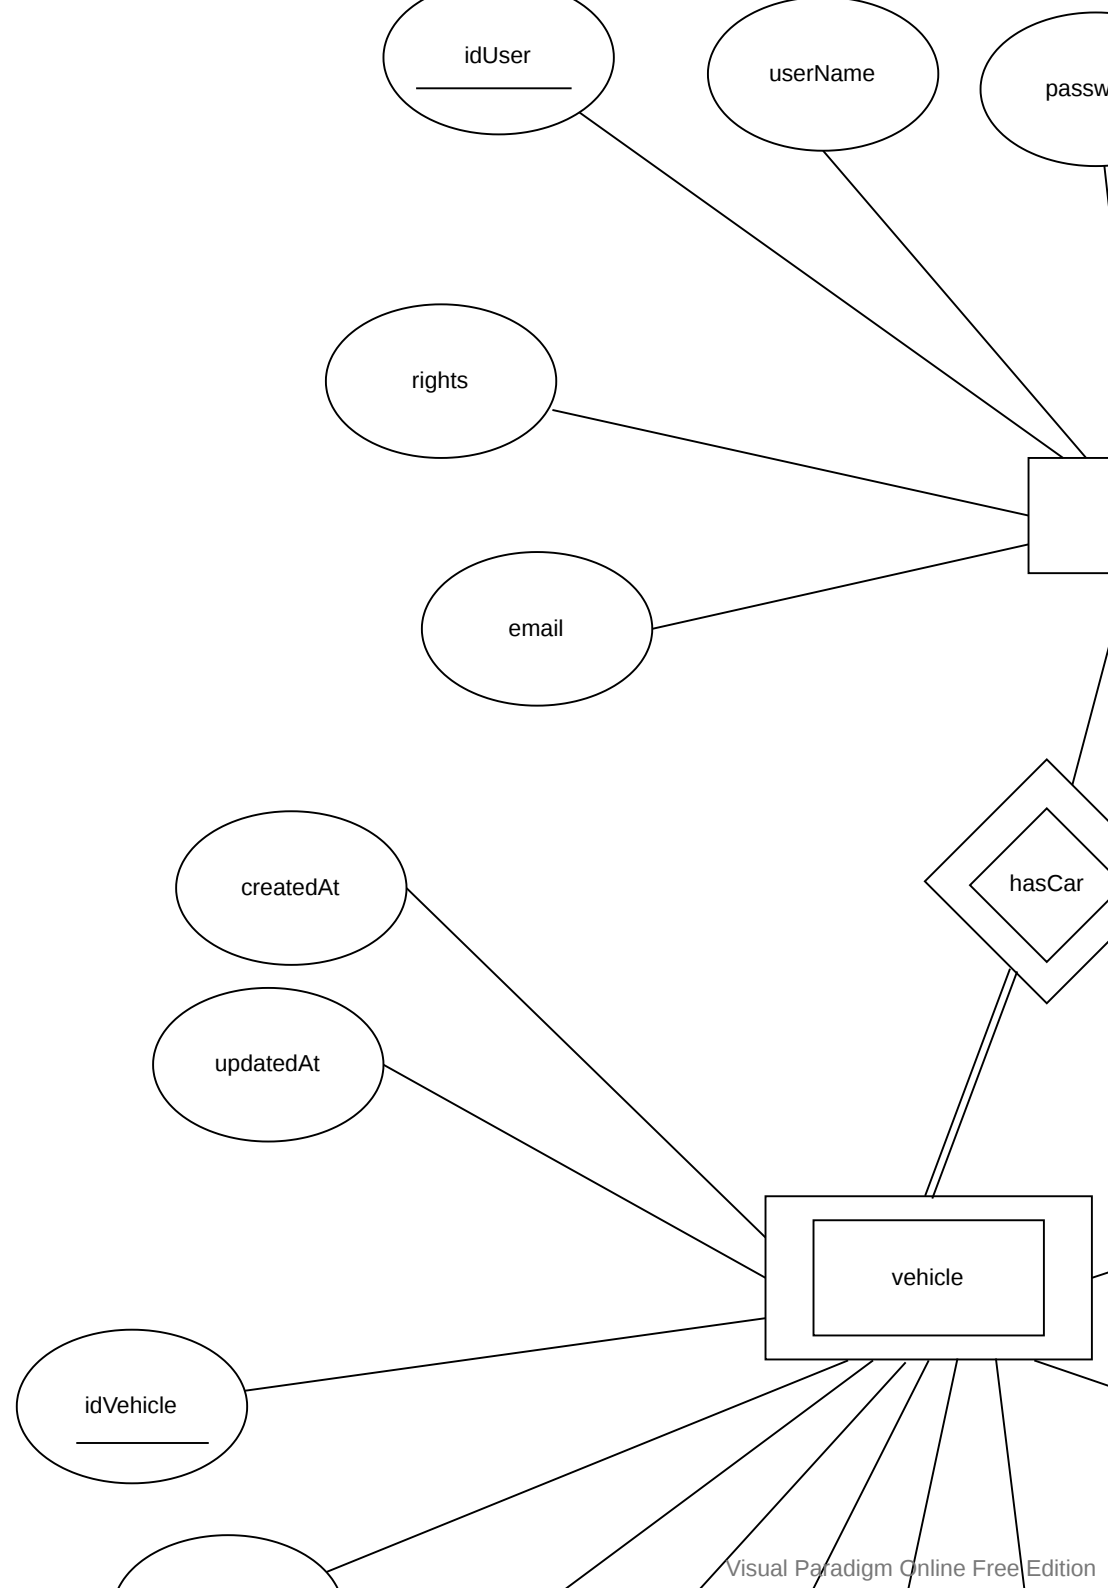 idUser
userName
passw
rights
email
createdAt
hasCar
updatedAt
vehicle
idVehicle
Visual Paradigm Online Free Edition